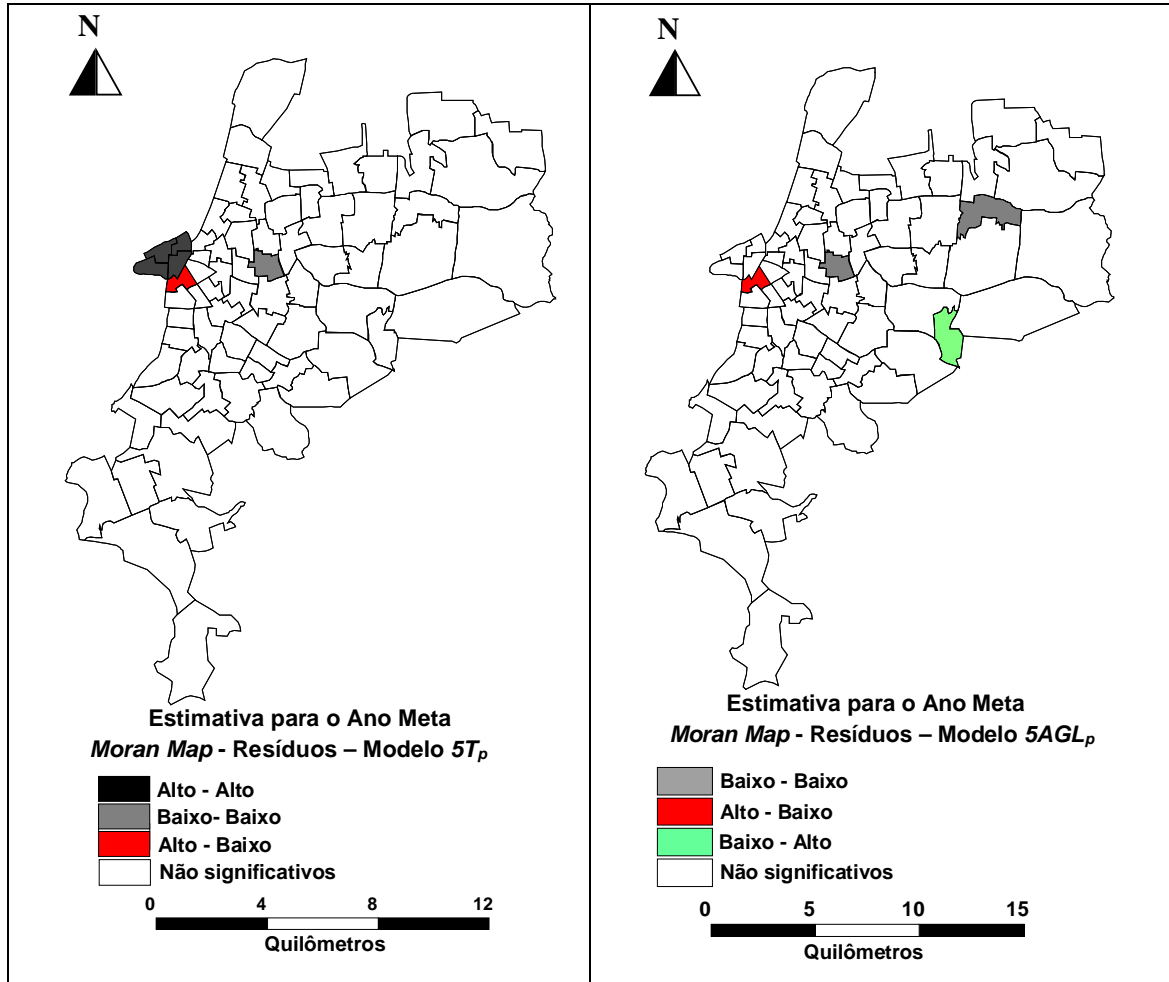 N
Estimativa para o Ano Meta
Moran Map - Resíduos – Modelo 5Tp
Alto - Alto
Baixo- Baixo
Alto - Baixo
Não significativos
0 4 8 12
Quilômetros
N
Estimativa para o Ano Meta
Moran Map - Resíduos – Modelo 5AGLp
Baixo - Baixo
Alto - Baixo
Baixo - Alto
Não significativos
0 5 10 15
Quilômetros